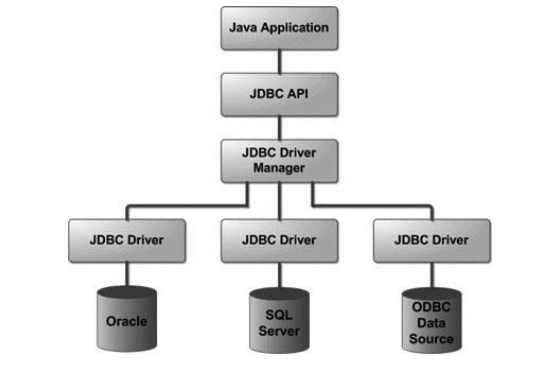 Java Application
JDBC API
JDBC Driver
Manager
JDBC Driver
JDBC Driver
JDBC Driver
Oracle
SQL
Server
ODBC
Data
Source